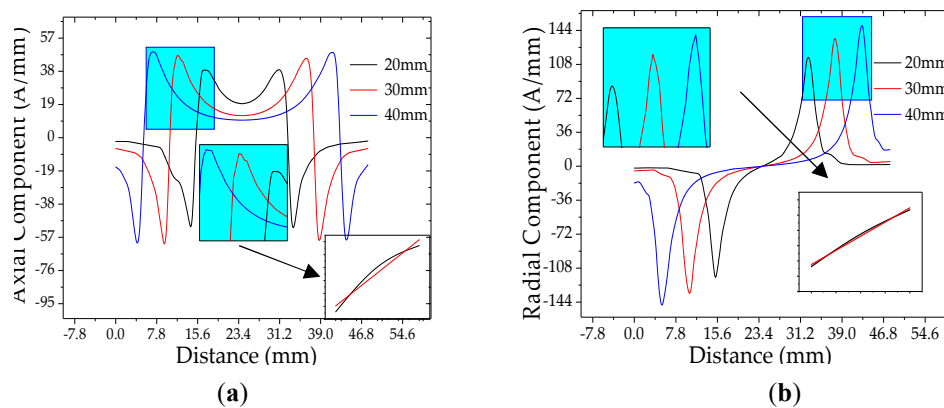 Axial Component (A/mm)
57
38
19
0
-19
-38
-57
-76
-95
20mm
30mm
40mm
-7.8 0.0 7.8 15.6 23.4 31.2 39.0 46.8 54.6
Distance (mm)
(a)
Radial Component (A/mm)
144
108
72
36
0
-36
-72
-108
-144
20mm
30mm
40mm
-7.8 0.0 7.8 15.6 23.4 31.2 39.0 46.8 54.6
Distance (mm)
(b)